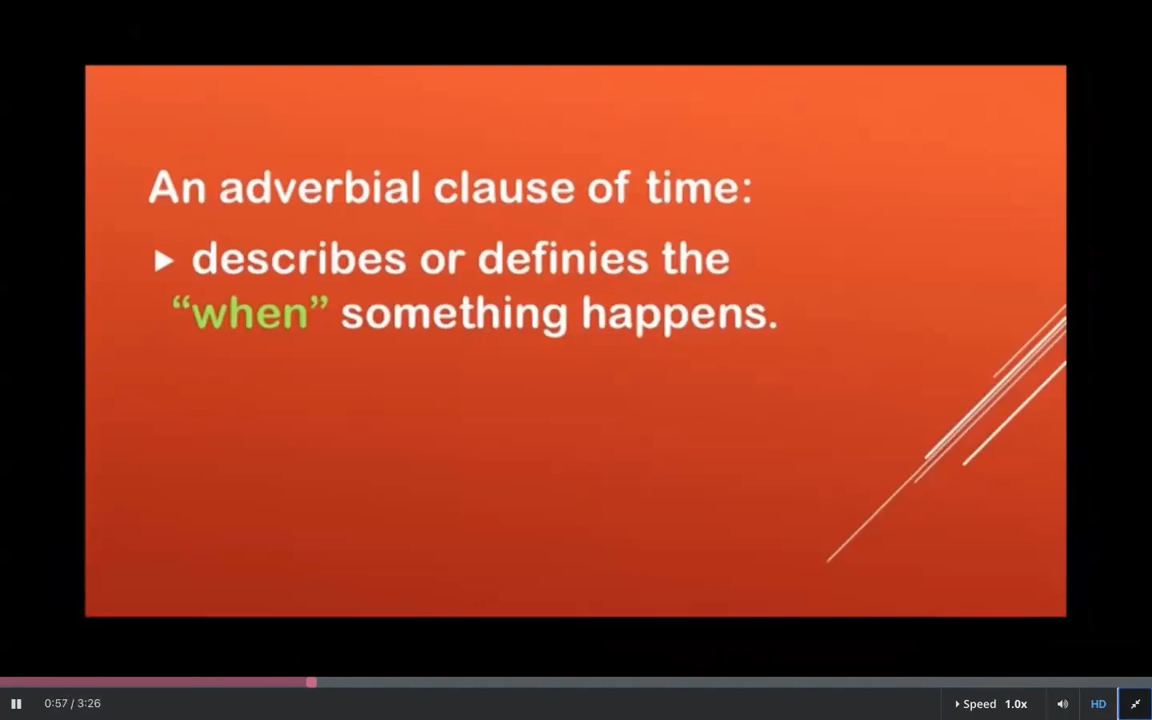 An adverbial clause of time:
describes or definies the
“when” something happens.
0:57 / 3:26
Speed 1.0x
HD